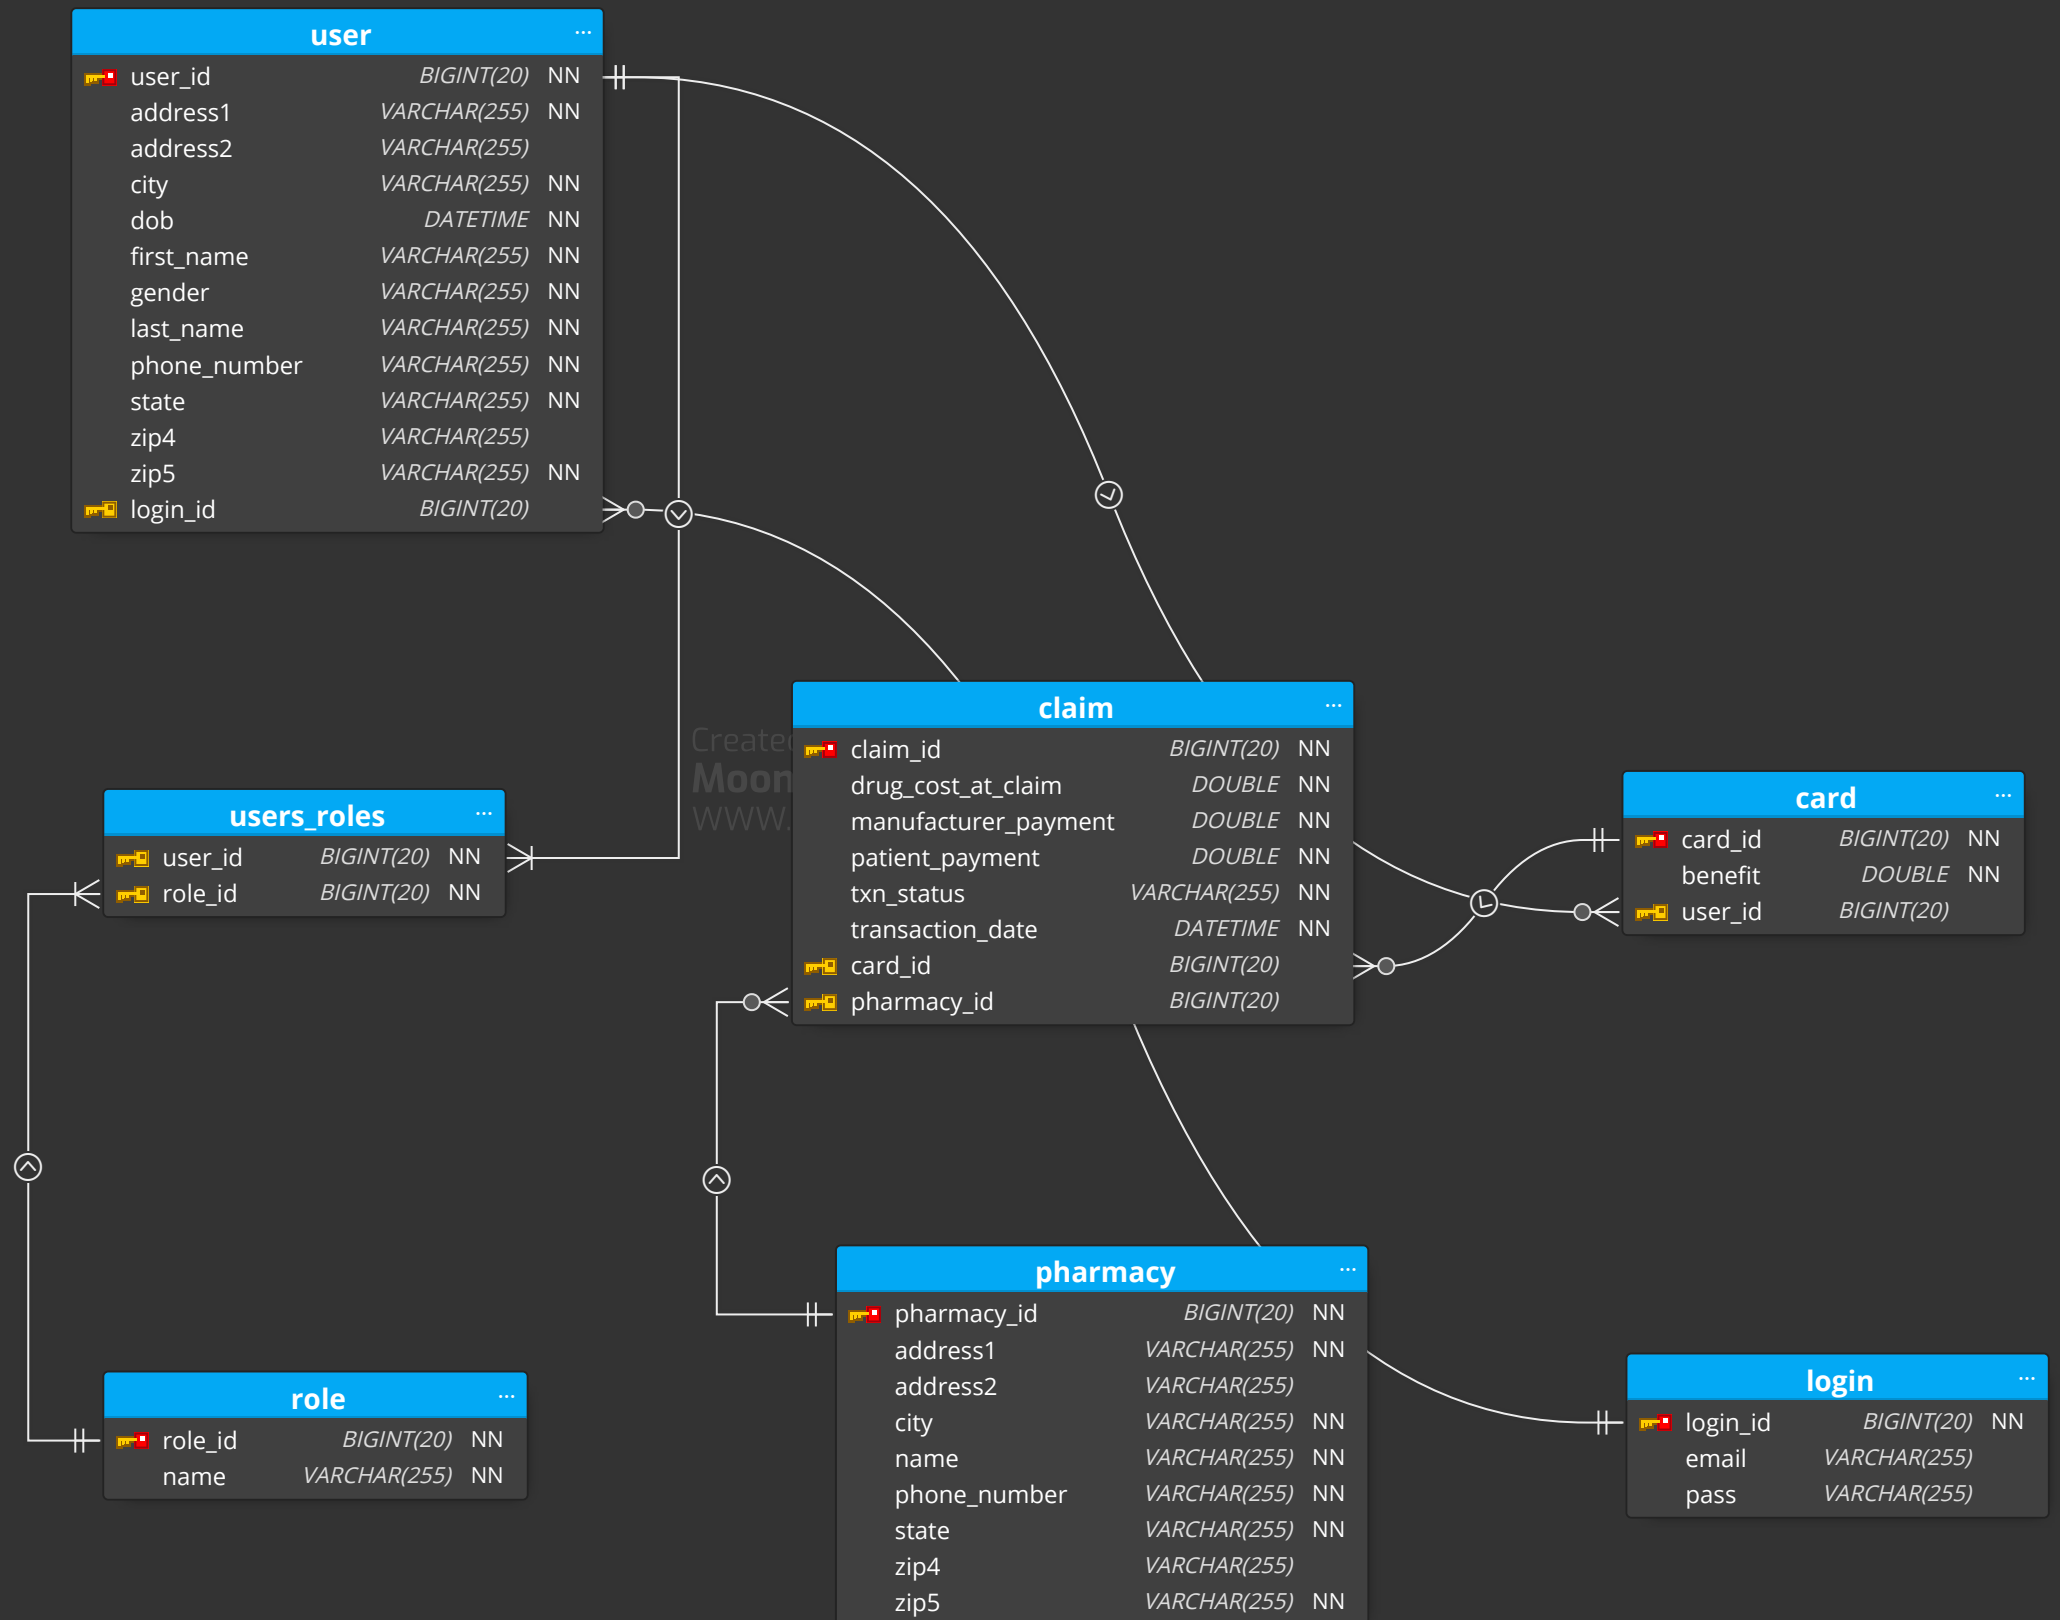 user ...
user_id BIGINT(20) NN
address1 VARCHAR(255) NN
address2 VARCHAR(255)
city VARCHAR(255) NN
dob DATETIME NN
first_name VARCHAR(255) NN
gender VARCHAR(255) NN
last_name VARCHAR(255) NN
phone_number VARCHAR(255) NN
state VARCHAR(255) NN
zip4 VARCHAR(255)
zip5 VARCHAR(255) NN
login_id BIGINT(20)
claim ...
claim_id BIGINT(20) NN
drug_cost_at_claim DOUBLE NN
manufacturer_payment DOUBLE NN
patient_payment DOUBLE NN
txn_status VARCHAR(255) NN
transaction_date DATETIME NN
card_id BIGINT(20)
pharmacy_id BIGINT(20)
Created
Moon
WWW.
card ...
card_id BIGINT(20) NN
benefit DOUBLE NN
user_id BIGINT(20)
users_roles ...
user_id BIGINT(20) NN
role_id BIGINT(20) NN
pharmacy ...
pharmacy_id BIGINT(20) NN
address1 VARCHAR(255) NN
address2 VARCHAR(255)
city VARCHAR(255) NN
name VARCHAR(255) NN
phone_number VARCHAR(255) NN
state VARCHAR(255) NN
zip4 VARCHAR(255)
zip5 VARCHAR(255) NN
login ...
login_id BIGINT(20) NN
email VARCHAR(255)
pass VARCHAR(255)
role ...
role_id BIGINT(20) NN
name VARCHAR(255) NN